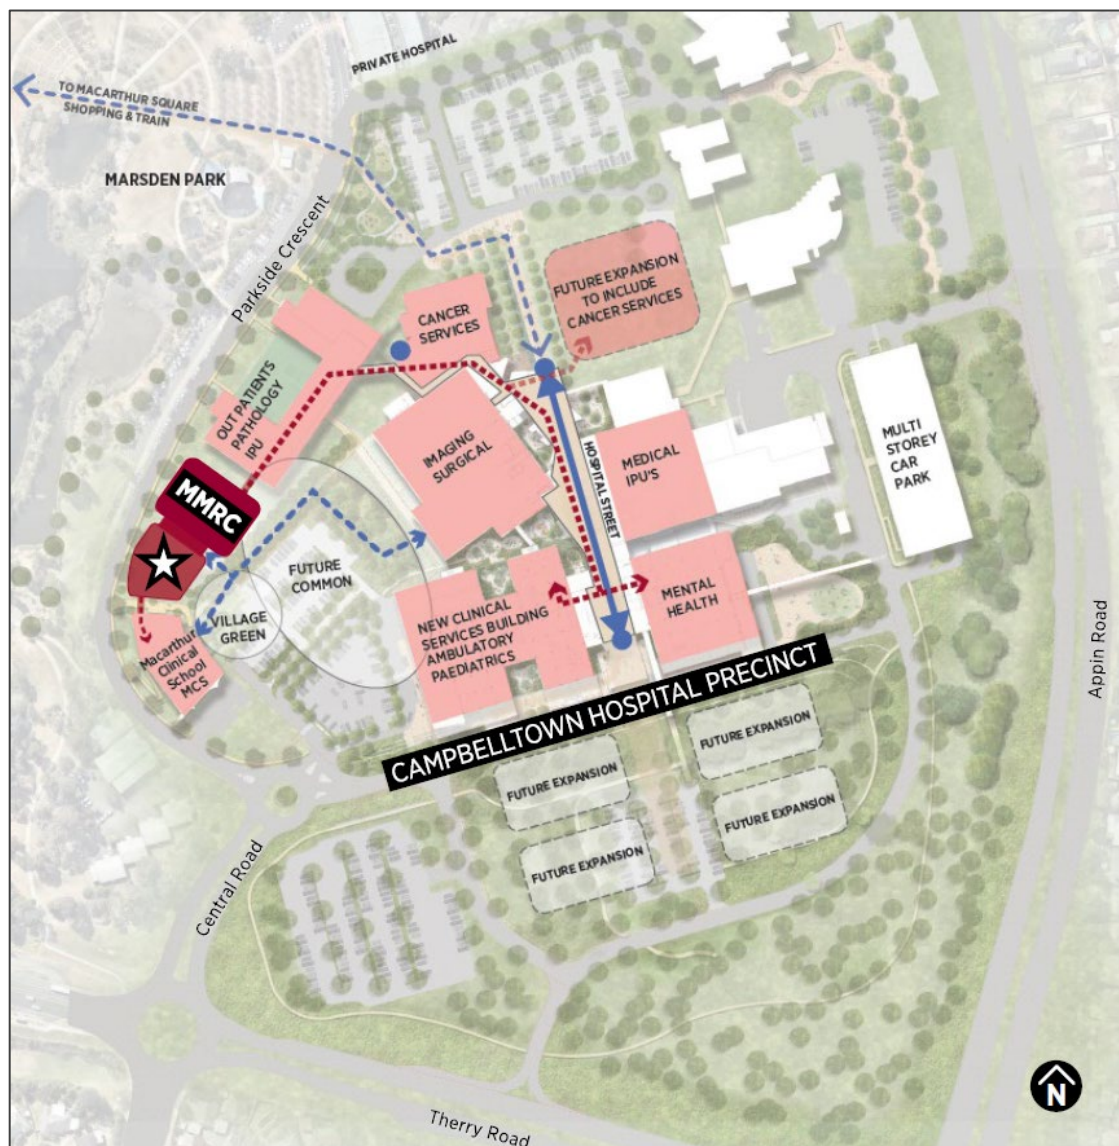 PRIVATE HOSPITAL
TO MACARTHUR SQUARE
SHOPPING & TRAIN
MARSDEN PARK
Parkside Crescent
FUTURE EXPANSION
TO INCLUDE
CANCER SERVICES
CANCER
SERVICES
OUT PATIENTS
PATHOLOGY
IPU
IMAGING
SURGICAL
HOSPITAL STREET
MEDICAL
IPU'S
MULTI
STOREY
CAR
PARK
MMRC
FUTURE
COMMON
VILLAGE
GREEN
NEW CLINICAL
SERVICES BUILDING
AMBULATORY
PAEDIATRICS
MENTAL
HEALTH
Macarthur
Clinical
School
MCS
CAMPBELLTOWN HOSPITAL PRECINCT
Appin Road
FUTURE EXPANSION
FUTURE EXPANSION
FUTURE EXPANSION
FUTURE EXPANSION
Central Road
Therry Road
N